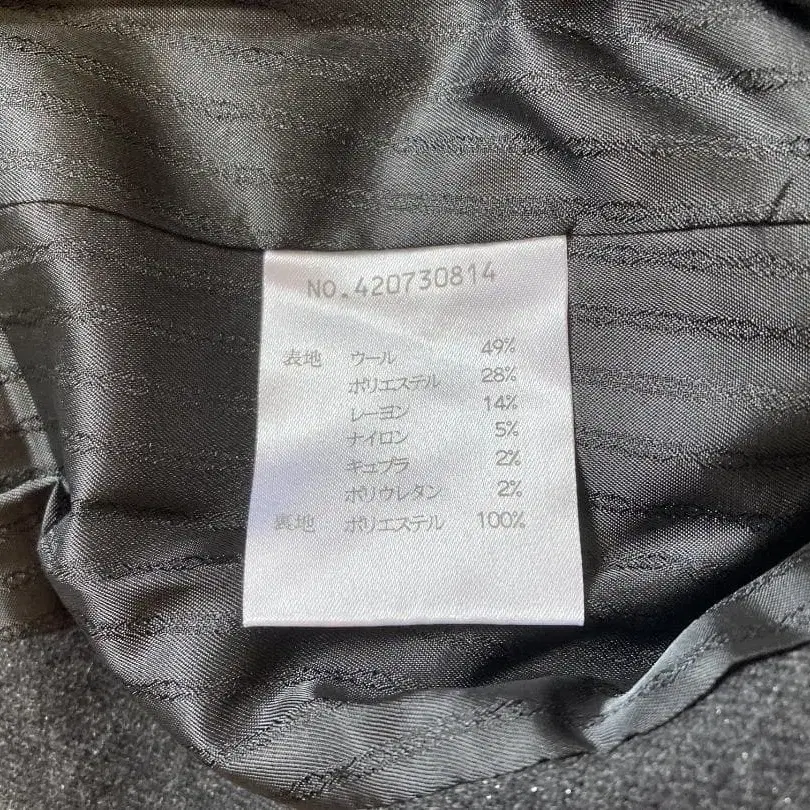 NO.420730814
表地 ウール 49%
ポリエステル 28%
レーヨン 14%
ナイロン 5%
キュプラ 2%
ポリウレタン 2%
裏地 ポリエステル 100%